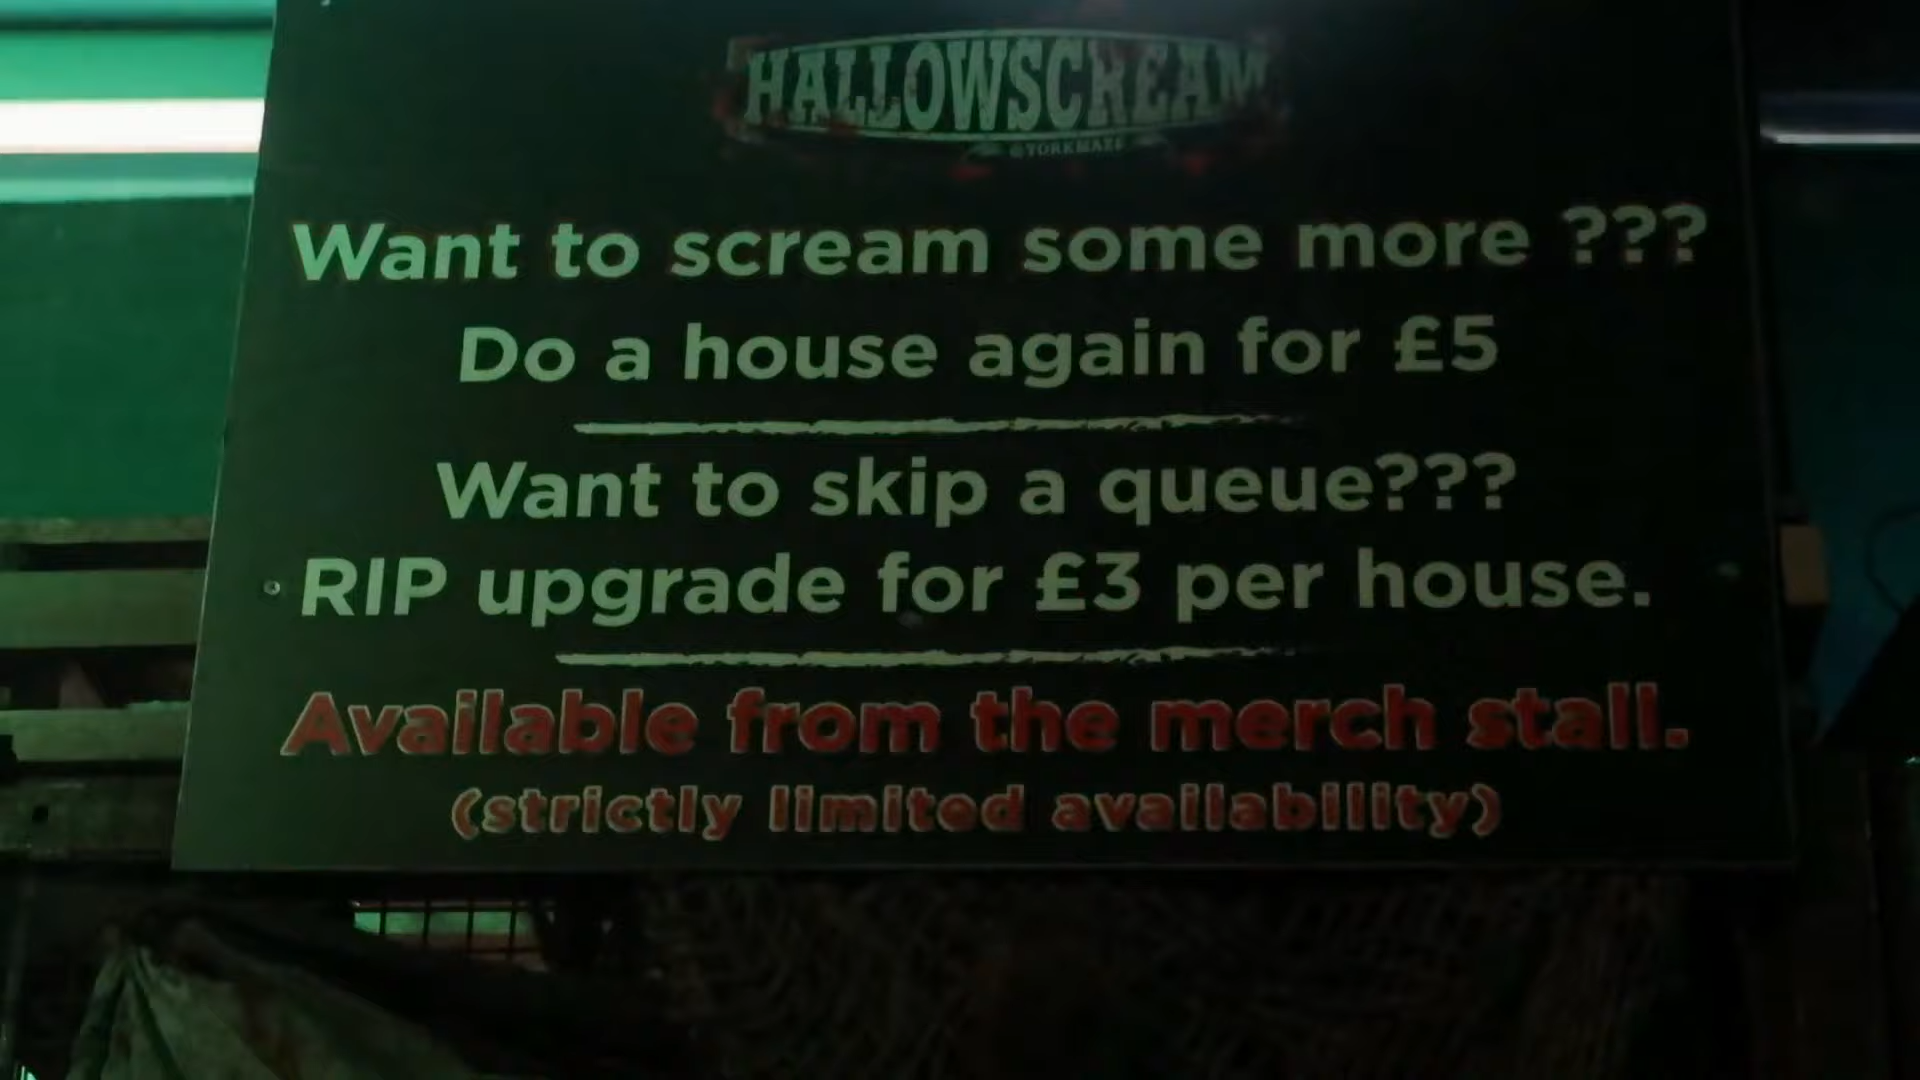 HALLOWSCREAM
@YORKMAZE
Want to scream some more ???
Do a house again for £5
Want to skip a queue???
RIP upgrade for £3 per house.
Available from the merch stall.
(strictly limited availability)